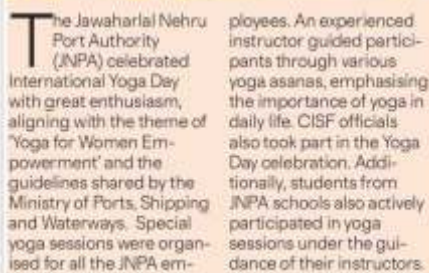 The Jawaharlal Nehru
Port Authority
(JNPA) celebrated
International Yoga Day
with great enthusiasm,
aligning with the theme of
'Yoga for Women Em-
powerment' and the
guidelines shared by the
Ministry of Ports, Shipping
and Waterways. Special
yoga sessions were organ-
ised for all the JNPA em-
ployees. An experienced
instructor guided partici-
pants through various
yoga asanas, emphasising
the importance of yoga in
daily life. CISF officials
also took part in the Yoga
Day celebration. Addi-
tionally, students from
JNPA schools also actively
participated in yoga
sessions under the gui-
dance of their instructors.